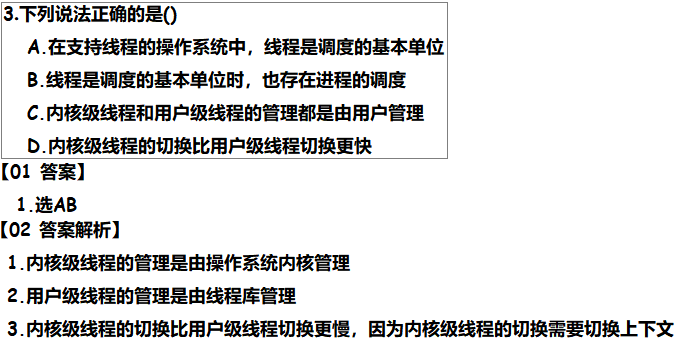 3.下列说法正确的是()
A.在支持线程的操作系统中，线程是调度的基本单位
B.线程是调度的基本单位时，也存在进程的调度
C.内核级线程和用户级线程的管理都是由用户管理
D.内核级线程的切换比用户级线程切换更快
【01 答案】
1.选AB
【02 答案解析】
1.内核级线程的管理是由操作系统内核管理
2.用户级线程的管理是由线程库管理
3.内核级线程的切换比用户级线程切换更慢，因为内核级线程的切换需要切换上下文